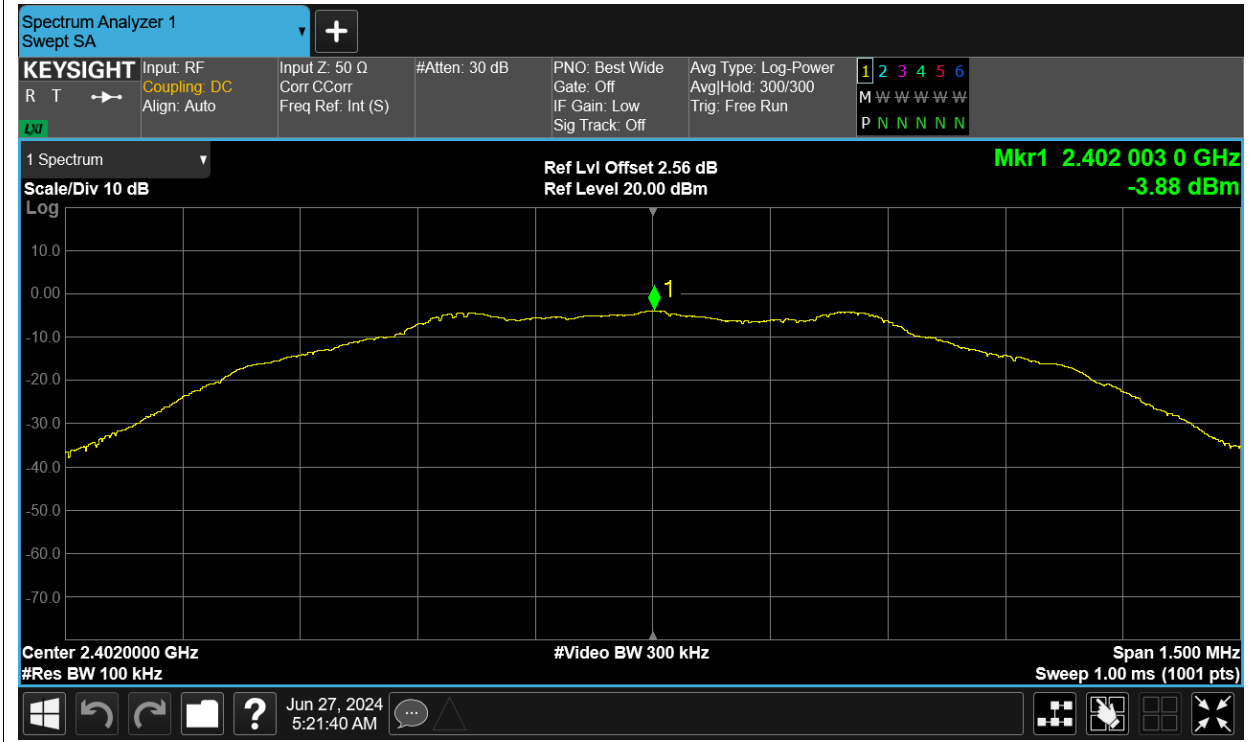 Spectrum Analyzer 1
Swept SA
KEYSIGHT
R T
LXI
Input: RF
Coupling: DC
Align: Auto
Input Z: 50 Ω
Corr CCorr
Freq Ref: Int (S)
#Atten: 30 dB
PNO: Best Wide
Gate: Off
IF Gain: Low
Sig Track: Off
Avg Type: Log-Power
Avg|Hold: 300/300
Trig: Free Run
1 2 3 4 5 6
M W W W W W
P N N N N N
1 Spectrum
Scale/Div 10 dB
Log
Ref Lvl Offset 2.56 dB
Ref Level 20.00 dBm
Mkr1 2.402 003 0 GHz
-3.88 dBm
10.0
0.00
-10.0
-20.0
-30.0
-40.0
-50.0
-60.0
-70.0
1
Center 2.4020000 GHz
#Res BW 100 kHz
#Video BW 300 kHz
Span 1.500 MHz
Sweep 1.00 ms (1001 pts)
?
Jun 27, 2024
5:21:40 AM